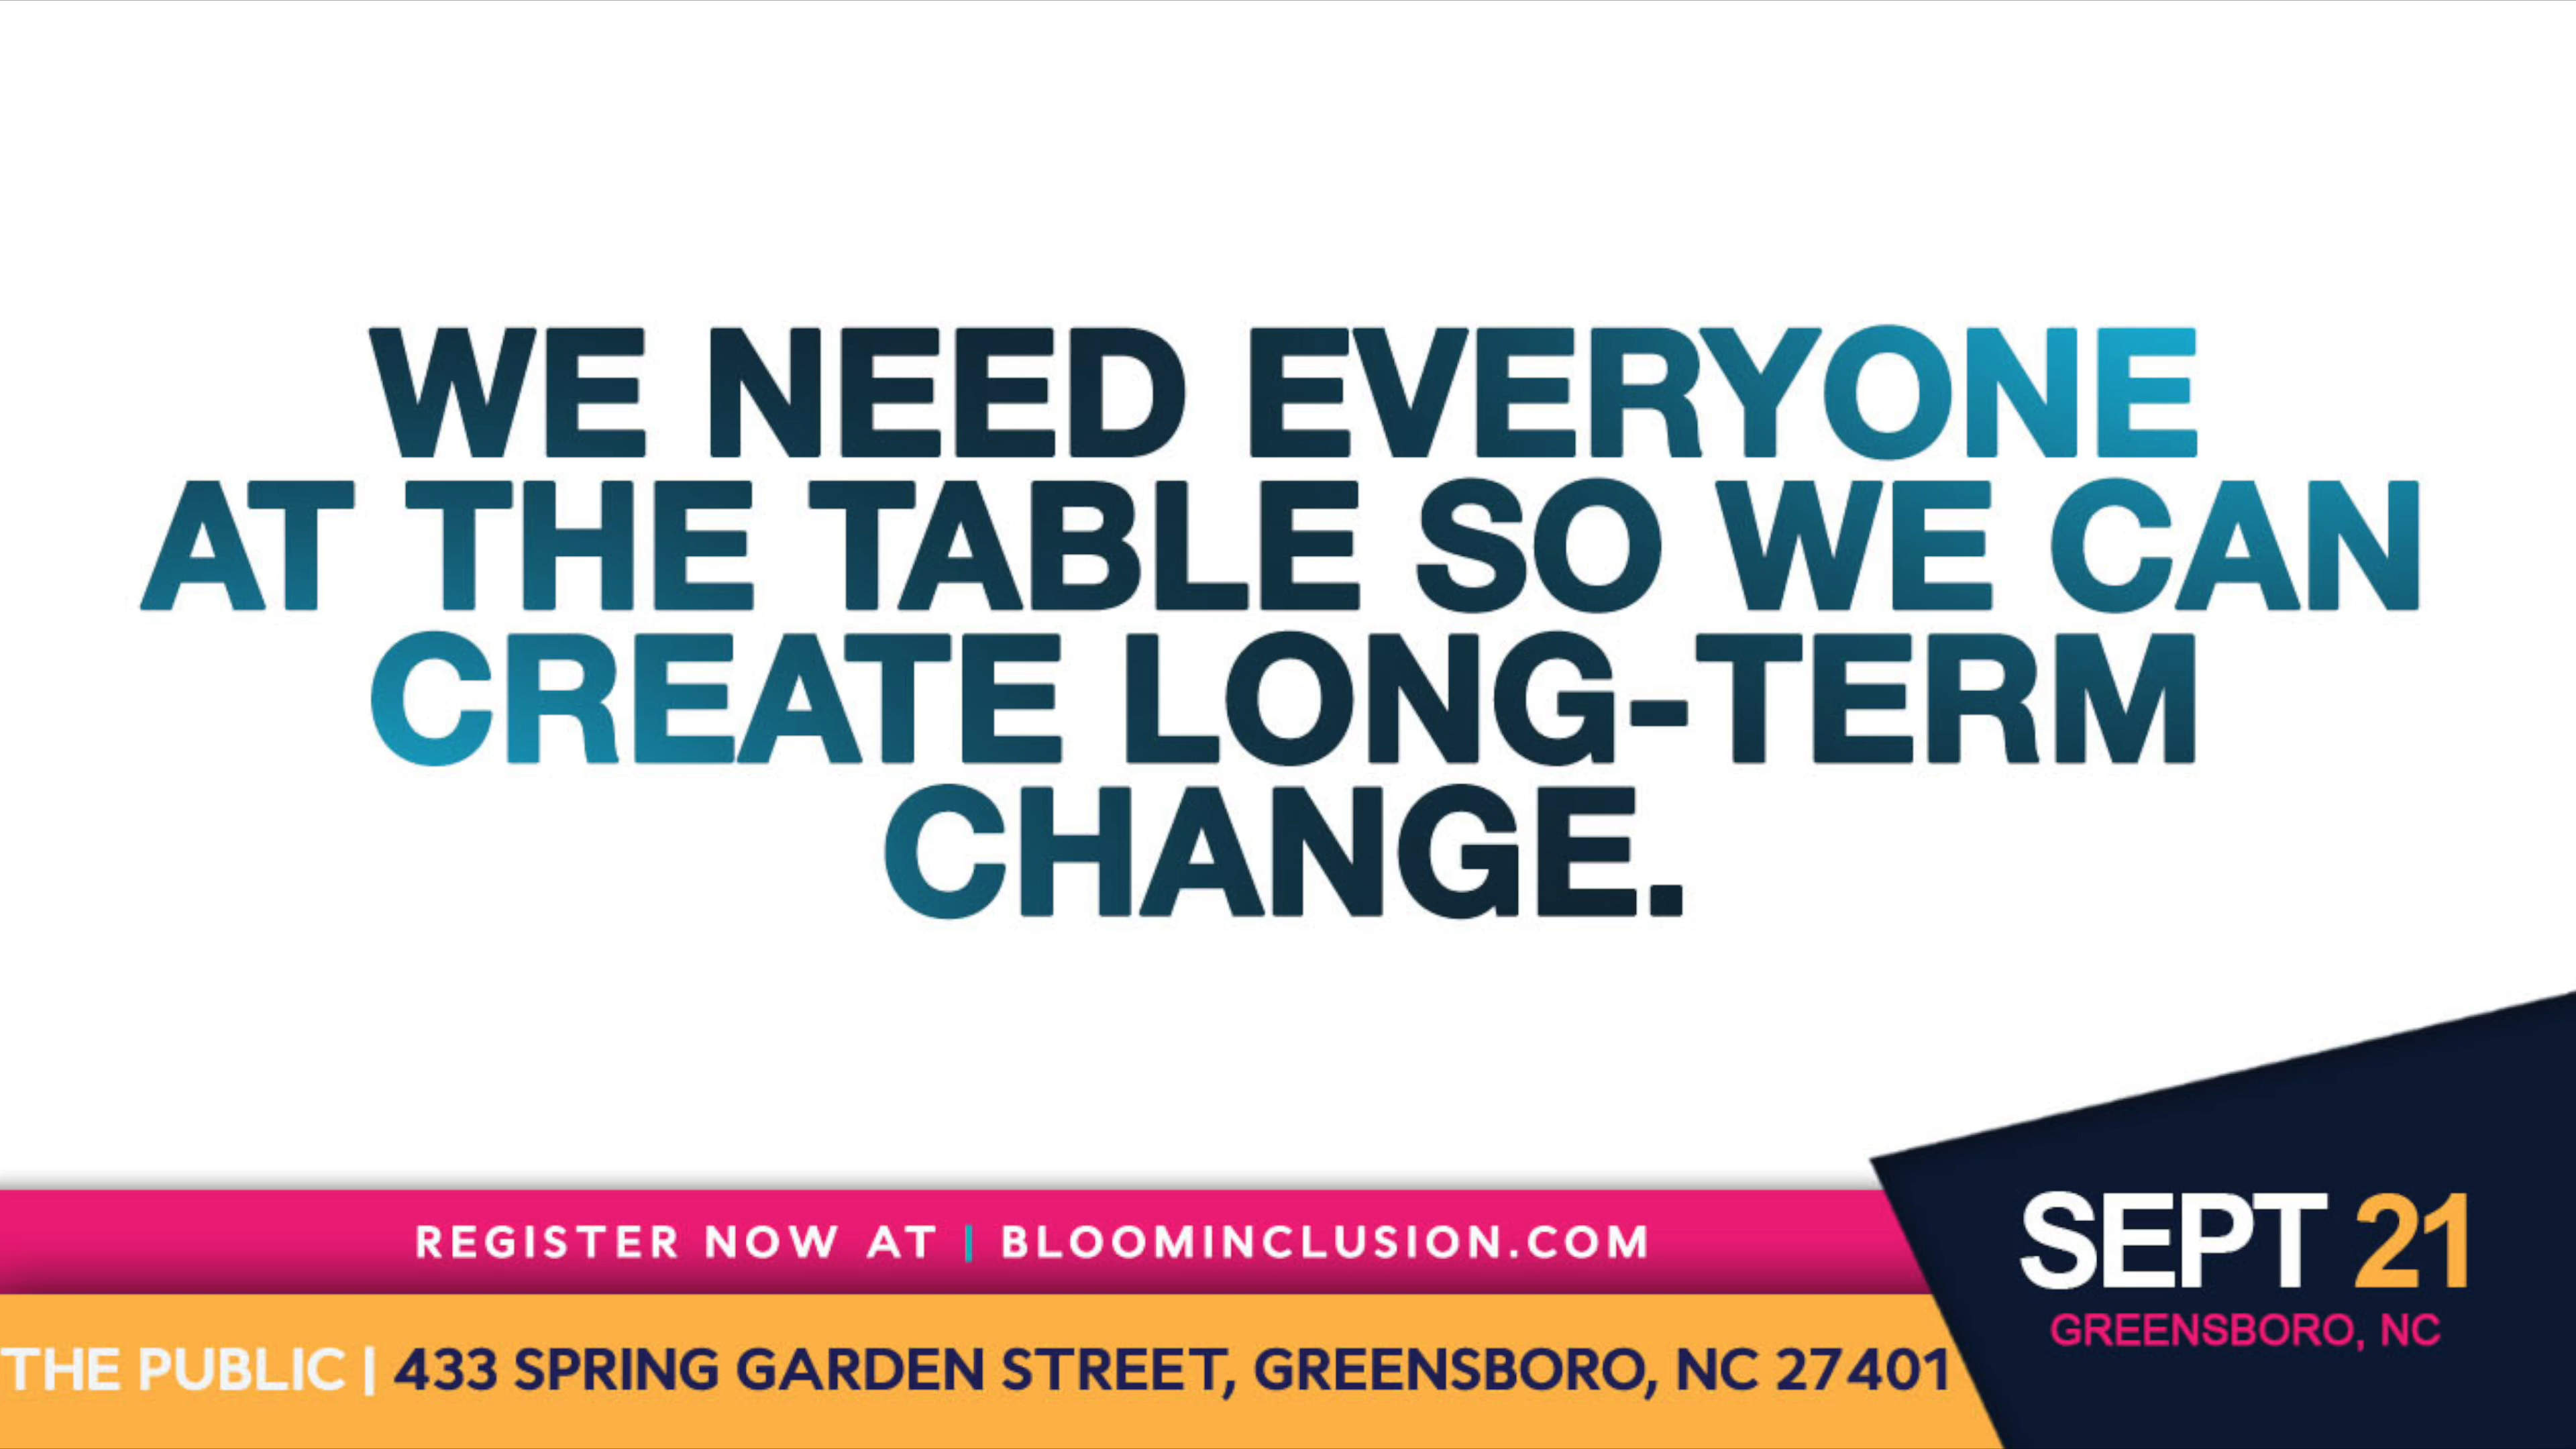 WE NEED EVERYONE
AT THE TABLE SO WE CAN
CREATE LONG-TERM
CHANGE.
REGISTER NOW AT | BLOOMINCLUSION.COM
THE PUBLIC | 433 SPRING GARDEN STREET, GREENSBORO, NC 27401
SEPT 21
GREENSBORO, NC